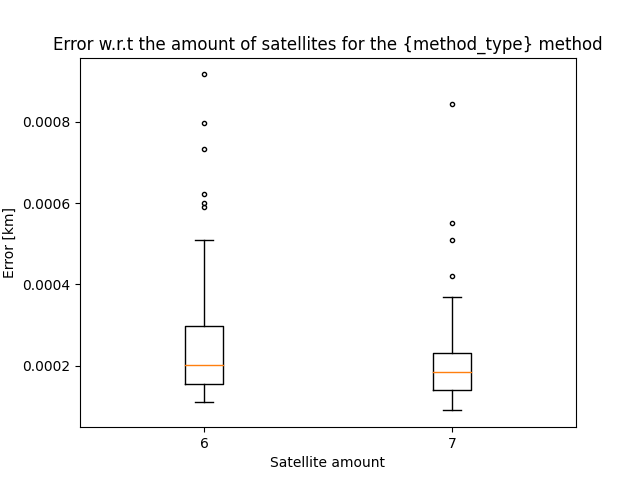 Error w.r.t the amount of satellites for the {method_type} method
0.0008
0.0006
0.0004
0.0002
Error [km]
6
7
Satellite amount